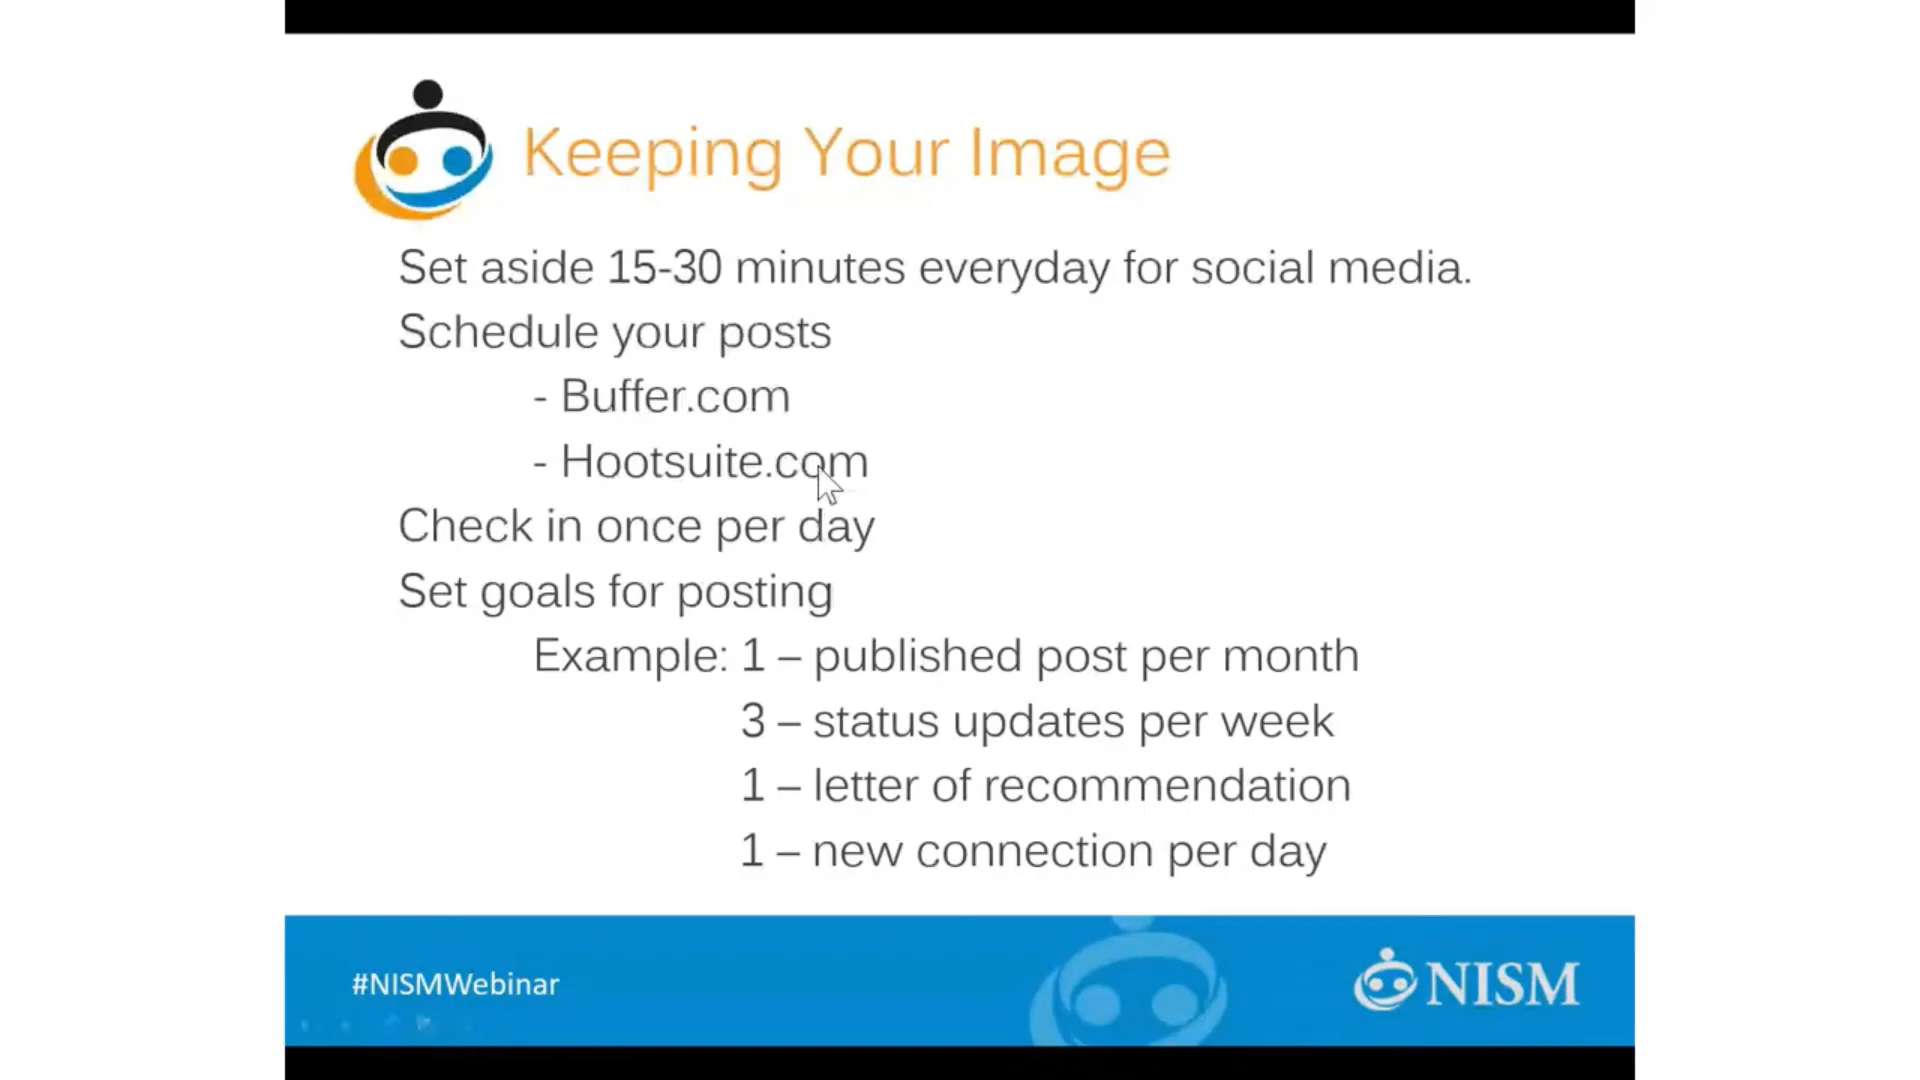 Keeping Your Image
Set aside 15-30 minutes everyday for social media.
Schedule your posts
- Buffer.com
- Hootsuite.com
Check in once per day
Set goals for posting
Example: 1 – published post per month
3 – status updates per week
1 – letter of recommendation
1 – new connection per day
#NISMWebinar
NISM